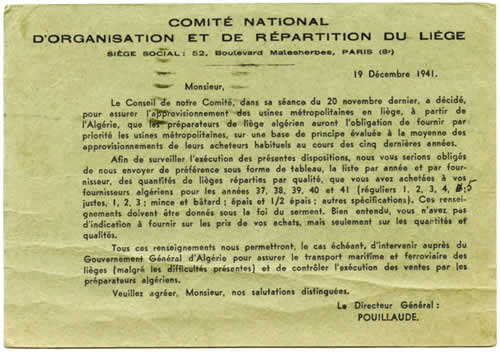 COMITÉ NATIONAL
D'ORGANISATION ET DE RÉPARTITION DU LIÈGE
SIÈGE SOCIAL : 52, Boulevard Malesherbes, PARIS (8e)
19 Décembre 1941.
Monsieur,
Le Conseil de notre Comité, dans sa séance du 20 novembre dernier, a décidé,
pour assurer l'approvisionnement des usines métropolitaines en liège, à partir de
l'Algérie, que les préparateurs de liège algérien auront l'obligation de fournir par
priorité les usines métropolitaines, sur une base de principe évaluée à la moyenne des
approvisionnements de leurs acheteurs habituels au cours des cinq dernières années.
Afin de surveiller l'exécution des présentes dispositions, nous vous serions obligés
de nous envoyer de préférence sous forme de tableau, la liste par année et par four-
nisseur, des quantités de lièges réparties par qualité, que vous avez achetées à vos
fournisseurs algériens pour les années 37, 38, 39, 40 et 41 (réguliers 1, 2, 3, 4, 5
justes, 1, 2, 3 ; mince et bâtard ; épais et 1/2 épais ; autres spécifications). Ces ren-
seignements doivent être donnés sous la foi du serment. Bien entendu, vous n'avez pas
d'indication à fournir sur les prix de vos achats, mais seulement sur les quantités et
qualités.
Tous ces renseignements nous permettront, le cas échéant, d'intervenir auprès du
Gouvernement Général d'Algérie pour assurer le transport maritime et ferroviaire des
lièges (malgré les difficultés présentes) et de contrôler l'exécution des ventes par les
préparateurs algériens.
Veuillez agréer, Monsieur, nos salutations distinguées.
Le Directeur Général :
POUILLAUDE.